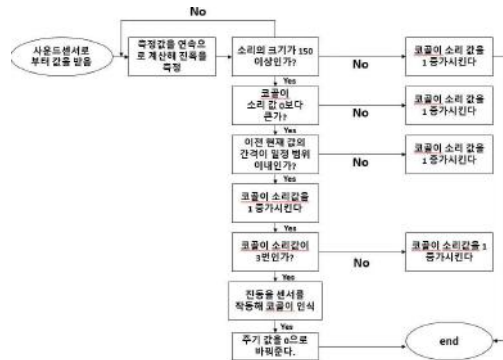 No
사운드센서로
부터 값을 받음
측정값을 연속으
로 계산해 진폭을
측정
소리의 크기가 150
이상인가?
No
코골이 소리 값을
1 증가시킨다
Yes
코골이
소리 값 0보다
큰가?
No
코골이 소리 값을
1 증가시킨다
Yes
이전 현재 값의
간격이 일정 범위
이내인가?
No
코골이 소리 값을
1 증가시킨다
Yes
코골이 소리값을
1 증가시킨다
Yes
코골이 소리값이
3번인가?
No
코골이 소리값을 1
증가시킨다
Yes
진동을 센서를
작동해 코골이 인식
Yes
주기 값을 0으로
바꿔준다.
end